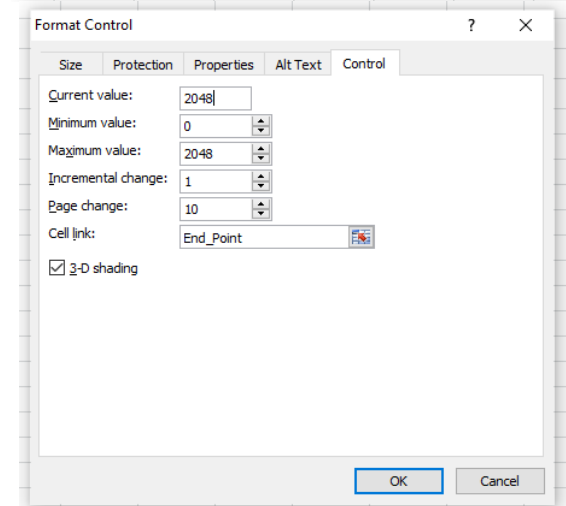 Format Control ? ×
Size Protection Properties Alt Text Control
Current value: 2048
Minimum value: 0
Maximum value: 2048
Incremental change: 1
Page change: 10
Cell link: End_Point
3-D shading
OK Cancel